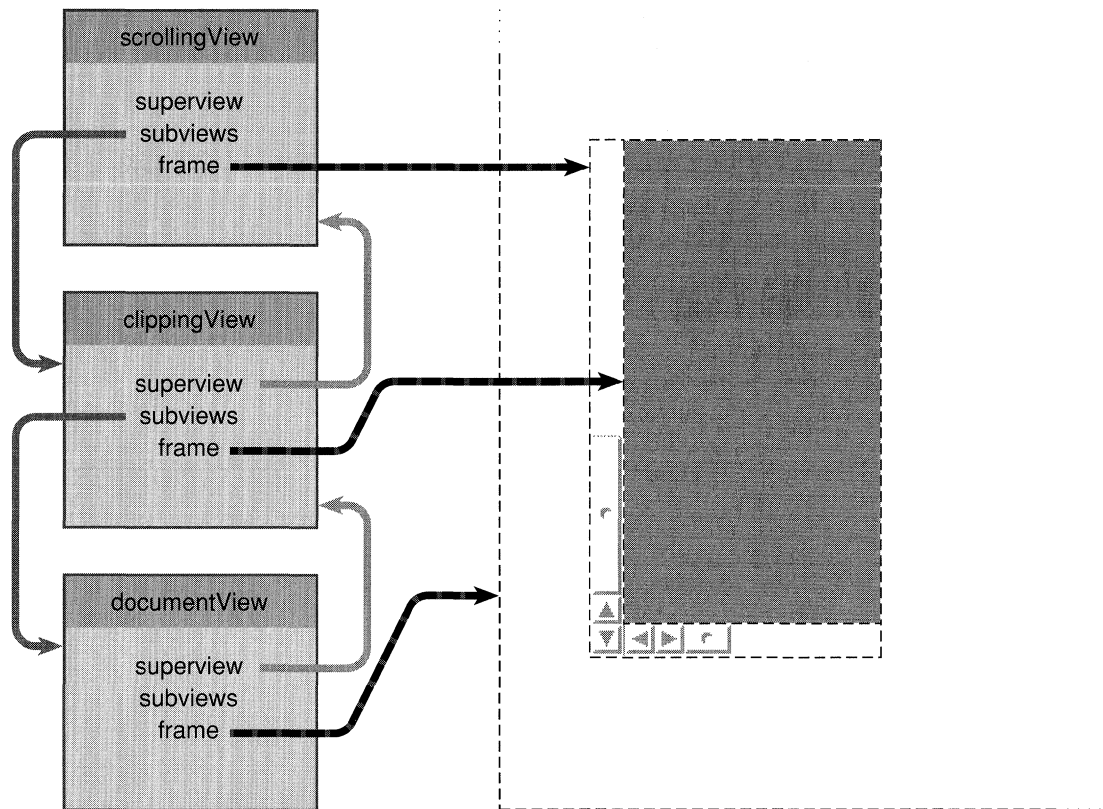 scrollingView
superview
subviews
frame
clippingView
superview
subviews
frame
documentView
superview
subviews
frame